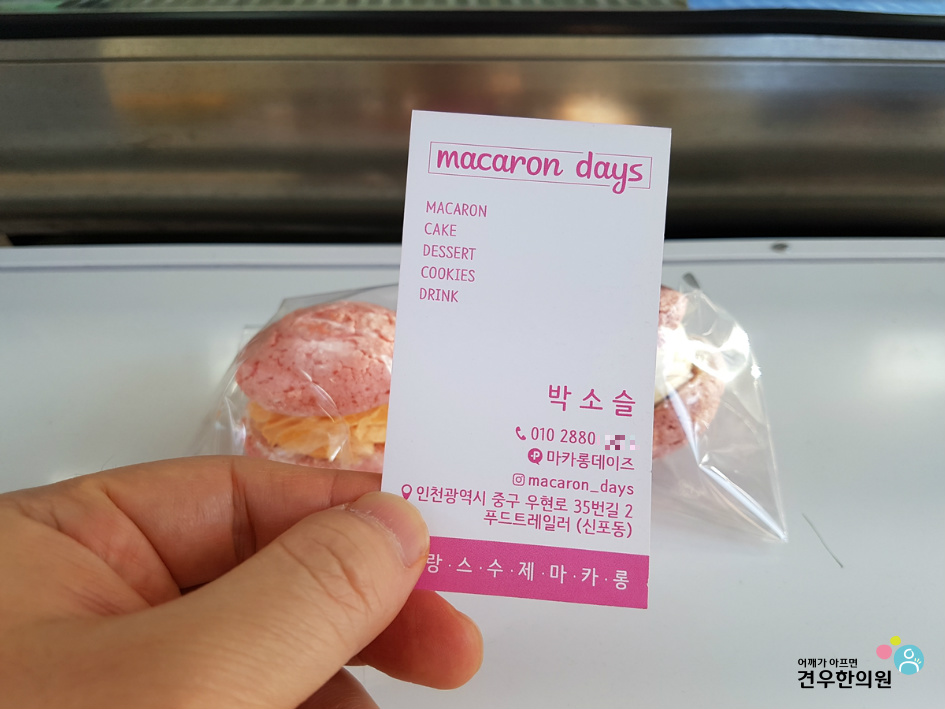 macaron days
MACARON
CAKE
DESSERT
COOKIES
DRINK
박소슬
010 2880
마카롱데이즈
macaron_days
인천광역시 중구 우현로 35번길 2
푸드트레일러 (신포동)
랑·스·수·제·마·카·롱
어깨가 아프면
견우한의원